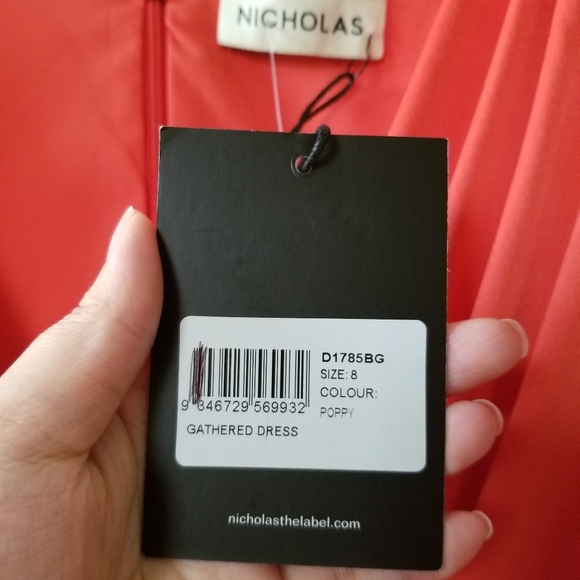 NICHOLAS
D1785BG
SIZE: 8
COLOUR:
POPPY
9 346729 569932
GATHERED DRESS
nicholasthelabel.com